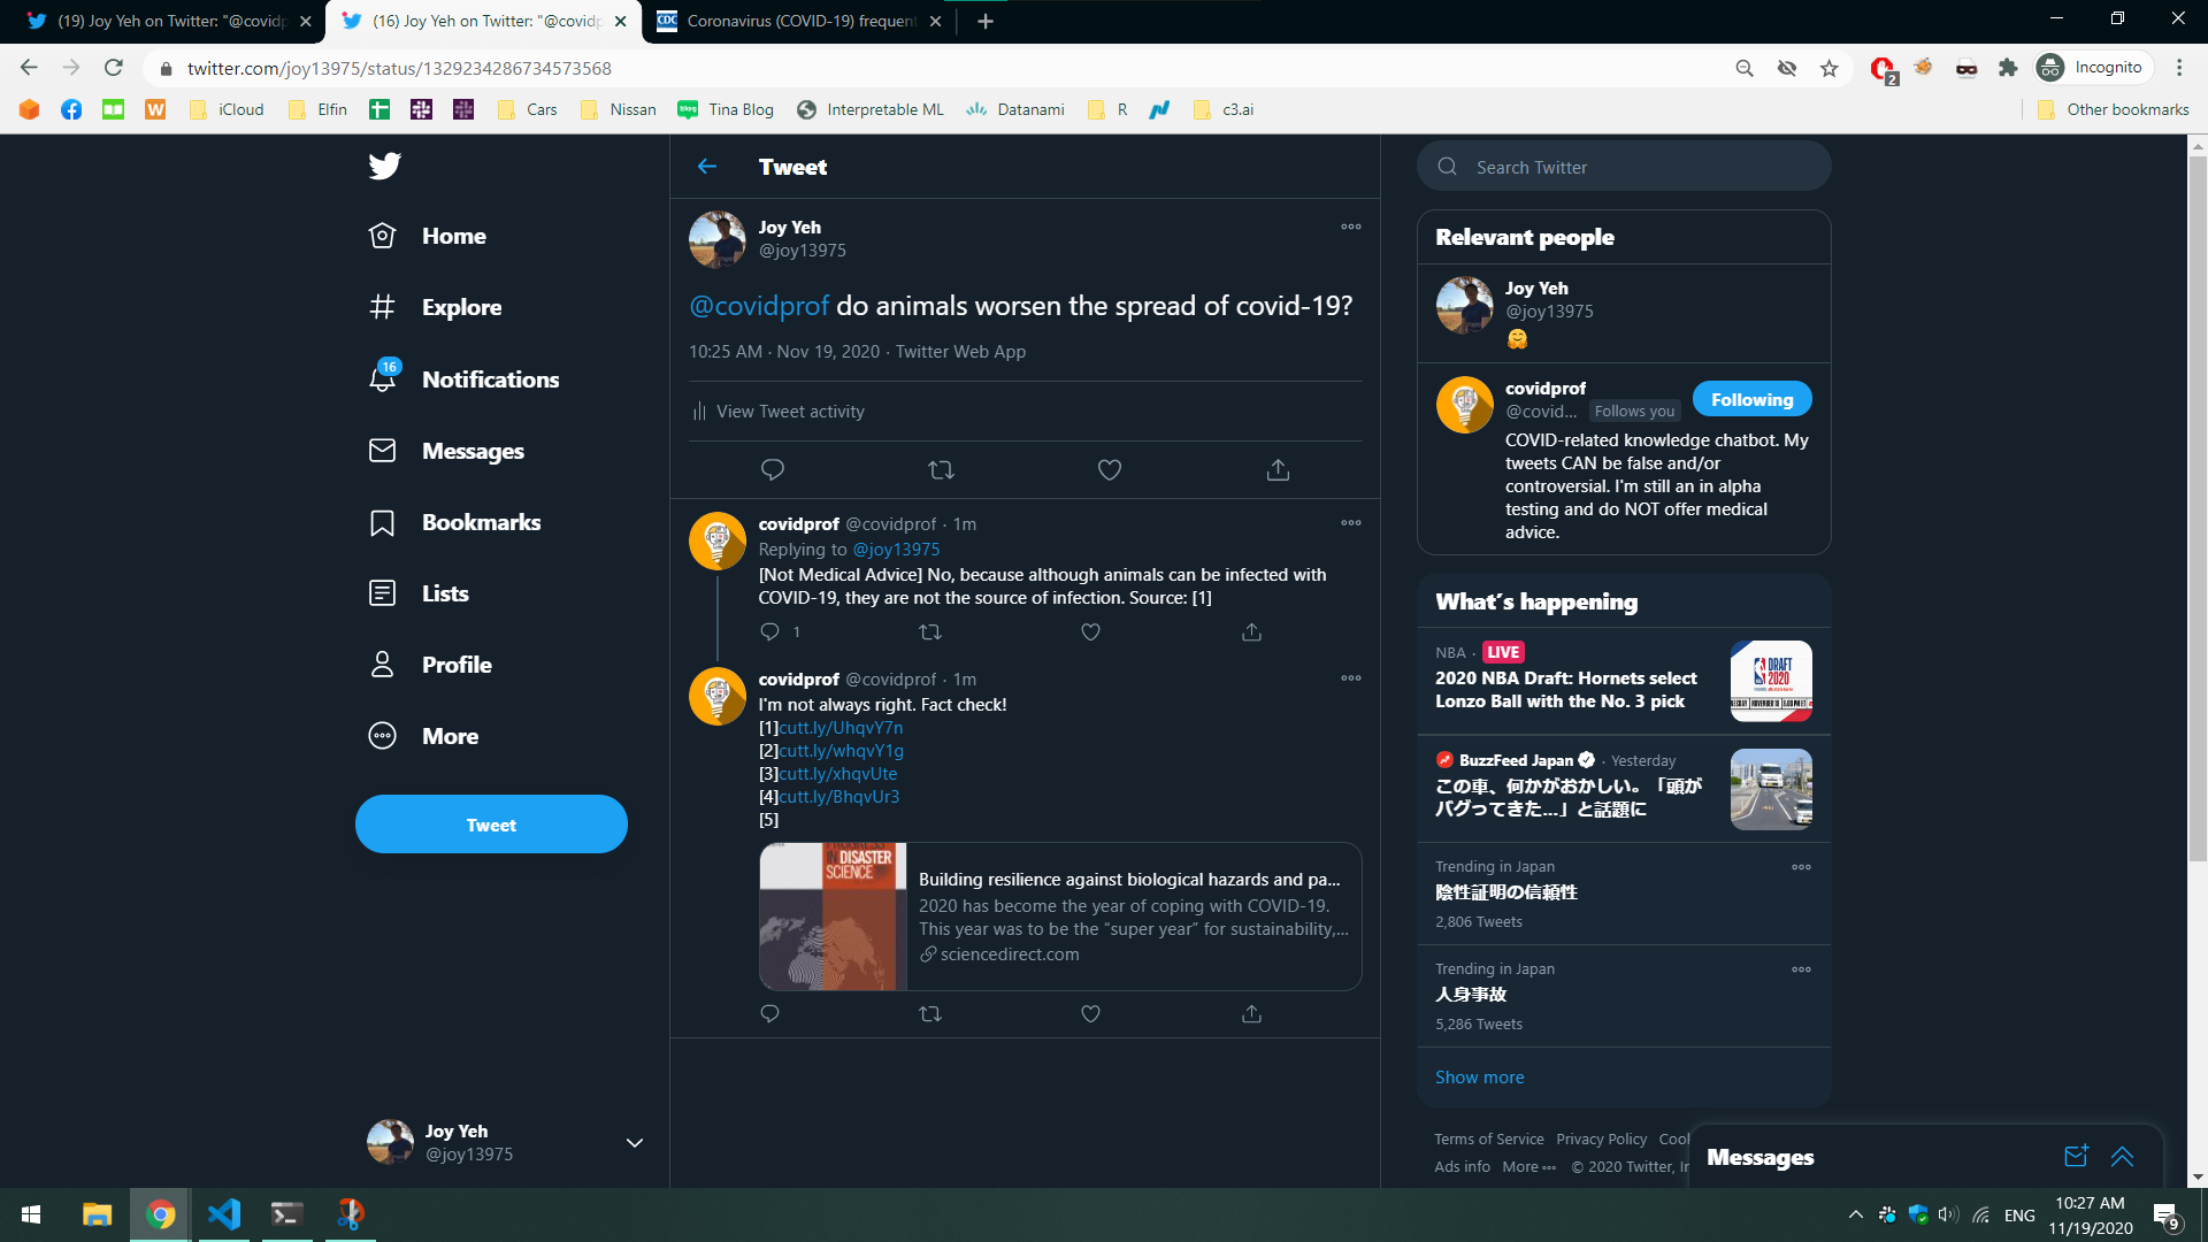 (19) Joy Yeh on Twitter: "@covidp
(16) Joy Yeh on Twitter: "@covidp
CDC
Coronavirus (COVID-19) frequent
twitter.com/joy13975/status/1329234286734573568
2
Incognito
W
iCloud
Elfin
Cars
Nissan
blog
Tina Blog
Interpretable ML
Datanami
R
c3.ai
Other bookmarks
Home
Explore
16
Notifications
Messages
Bookmarks
Lists
Profile
More
Tweet
Joy Yeh
@joy13975
Tweet
Joy Yeh
@joy13975
@covidprof do animals worsen the spread of covid-19?
10:25 AM · Nov 19, 2020 · Twitter Web App
View Tweet activity
covidprof @covidprof · 1m
Replying to @joy13975
[Not Medical Advice] No, because although animals can be infected with
COVID-19, they are not the source of infection. Source: [1]
1
covidprof @covidprof · 1m
I'm not always right. Fact check!
[1]cutt.ly/UhqvY7n
[2]cutt.ly/whqvY1g
[3]cutt.ly/xhqvUte
[4]cutt.ly/BhqvUr3
[5]
PROGRESS
IN DISASTER
SCIENCE
Building resilience against biological hazards and pa...
2020 has become the year of coping with COVID-19.
This year was to be the “super year” for sustainability,...
sciencedirect.com
Search Twitter
Relevant people
Joy Yeh
@joy13975
covidprof
@covid... Follows you
Following
COVID-related knowledge chatbot. My
tweets CAN be false and/or
controversial. I'm still an in alpha
testing and do NOT offer medical
advice.
What’s happening
NBA · LIVE
2020 NBA Draft: Hornets select
Lonzo Ball with the No. 3 pick
DRAFT
2020
BuzzFeed Japan · Yesterday
この車、何かがおかしい。「頭が
バグってきた...」と話題に
Trending in Japan
陰性証明の信頼性
2,806 Tweets
Trending in Japan
人身事故
5,286 Tweets
Show more
Terms of Service Privacy Policy
Ads info More © 2020 Twitter,
Messages
ENG
10:27 AM
11/19/2020
9